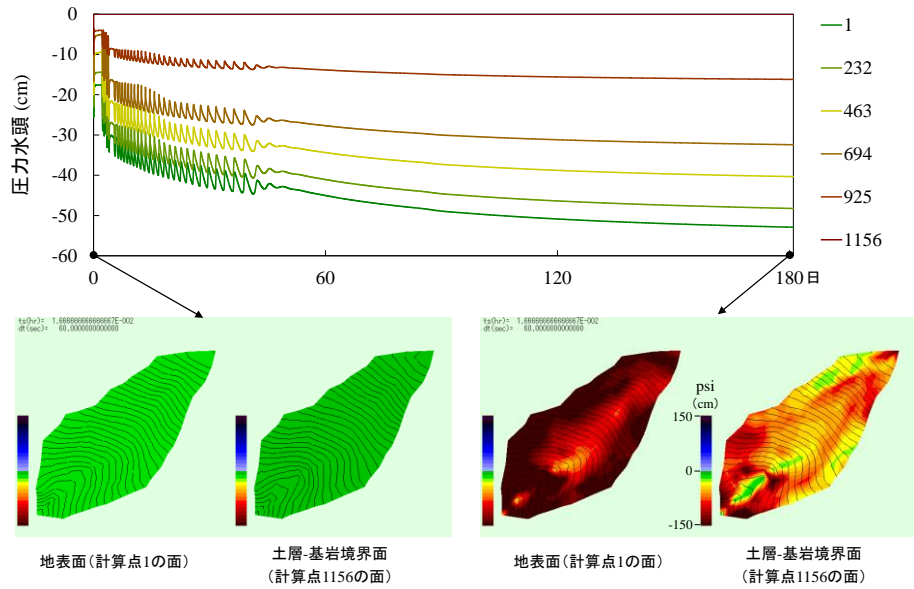 0
-10
-20
-30
-40
-50
-60
圧力水頭 (cm)
0
60
120
180日
1
232
463
694
925
1156
ts(hr)= 1.666666666666667E-002
dt(sec)= 60.0000000000000
地表面(計算点1の面)
土層-基岩境界面
(計算点1156の面)
ts(hr)= 1.666666666666667E-002
dt(sec)= 60.0000000000000
psi
(cm)
150
0
-150
地表面(計算点1の面)
土層-基岩境界面
(計算点1156の面)